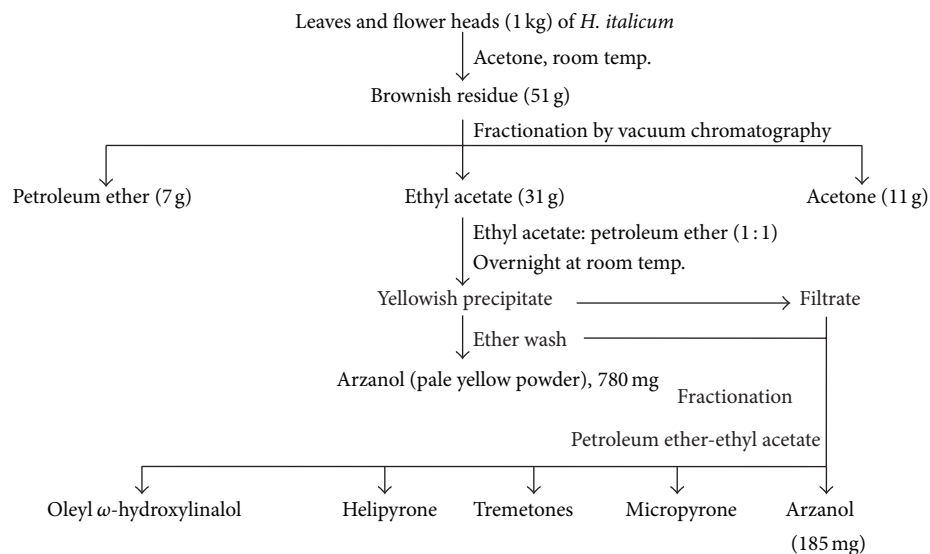 Leaves and flower heads (1 kg) of H. italicum
Acetone, room temp.
Brownish residue (51 g)
Fractionation by vacuum chromatography
Petroleum ether (7 g)
Ethyl acetate (31 g)
Acetone (11 g)
Ethyl acetate: petroleum ether (1 : 1)
Overnight at room temp.
Yellowish precipitate
Filtrate
Ether wash
Arzanol (pale yellow powder), 780 mg
Fractionation
Petroleum ether-ethyl acetate
Oleyl ω-hydroxylinalol
Helipyrone
Tremetones
Micropyrone
Arzanol
(185 mg)